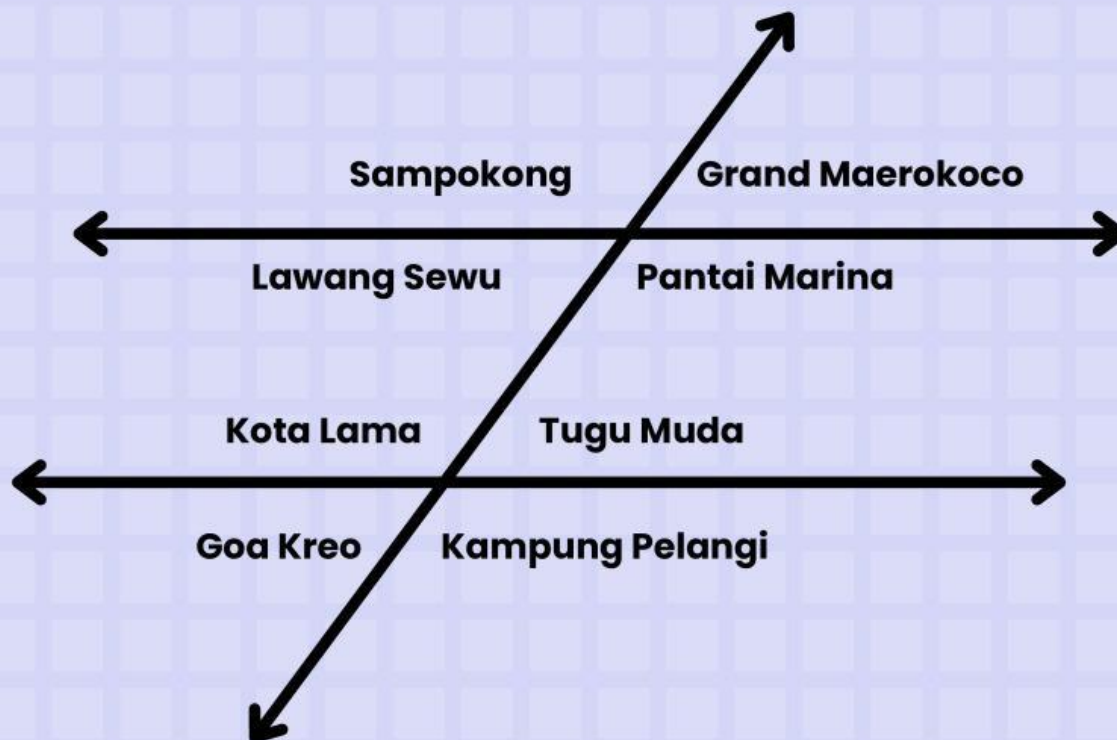 Sampokong
Grand Maerokoco
Lawang Sewu
Pantai Marina
Kota Lama
Tugu Muda
Goa Kreo
Kampung Pelangi